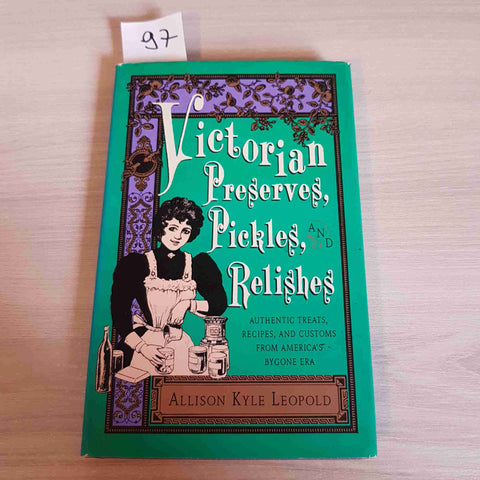 97
Victorian
Preserves,
Pickles, AND
Relishes
AUTHENTIC TREATS,
RECIPES, AND CUSTOMS
FROM AMERICA'S
BYGONE ERA
ALLISON KYLE LEOPOLD